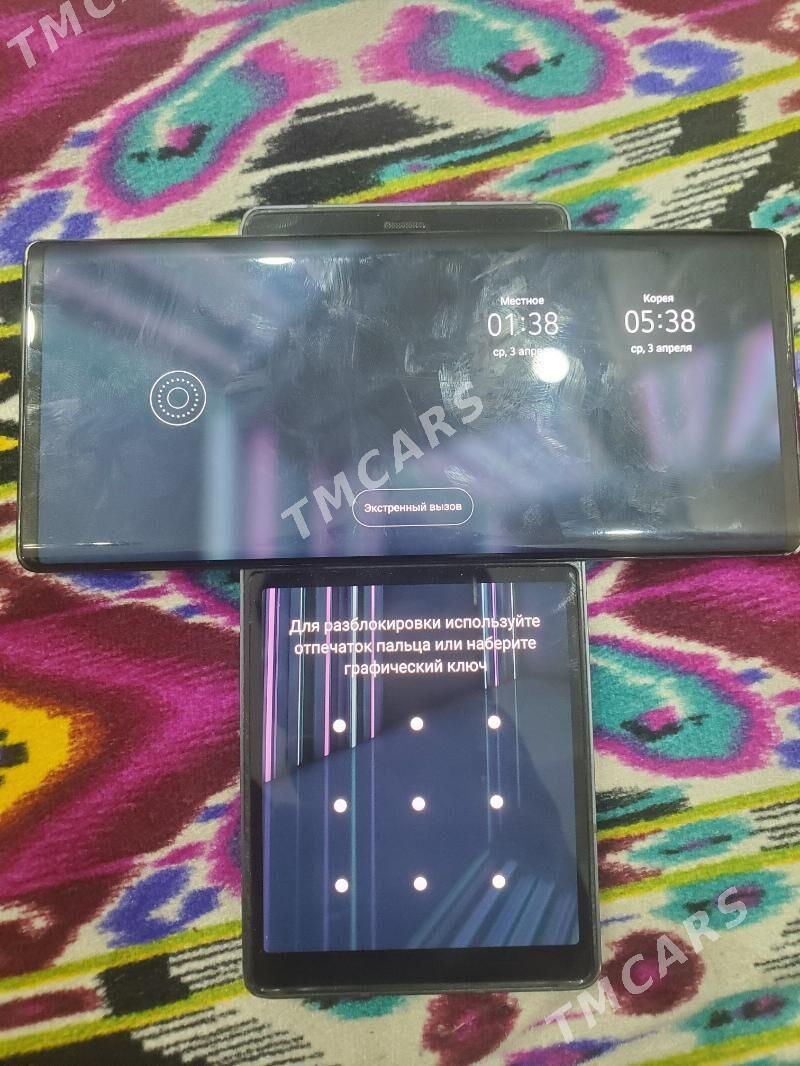 TMCARS
Местное
01:38
ср, 3 апреля
Корея
05:38
ср, 3 апреля
TMCARS
Экстренный вызов
Для разблокировки используйте
отпечаток пальца или наберите
графический ключ
TMCARS
TMCARS